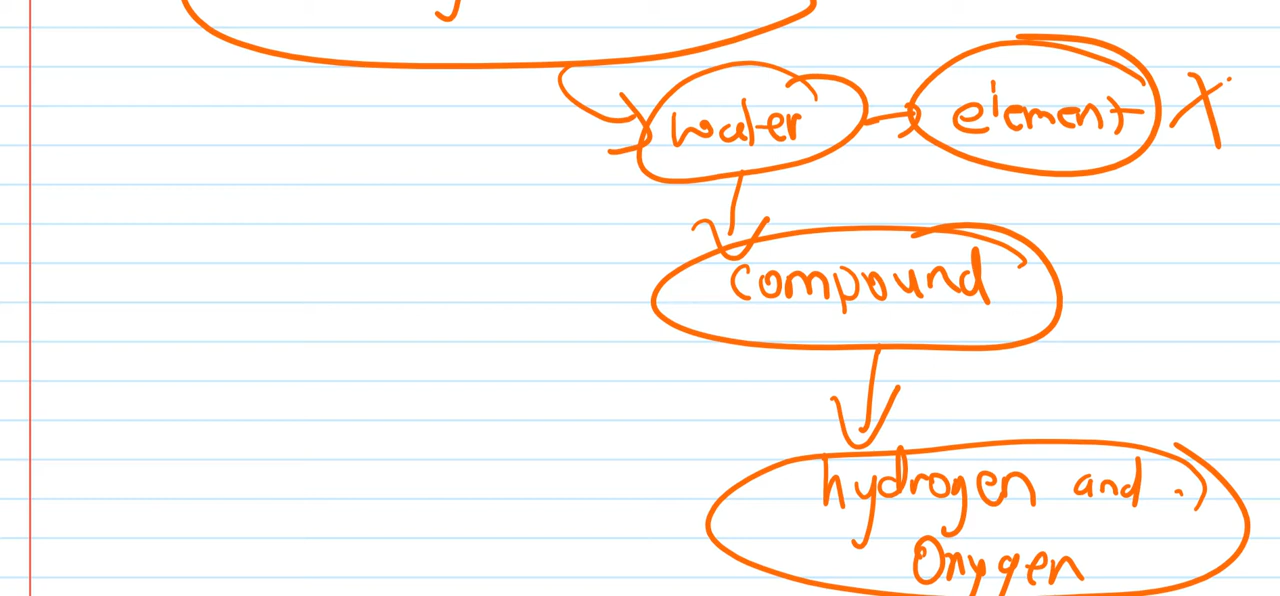 water
element X
compound
hydrogen and
Oxygen